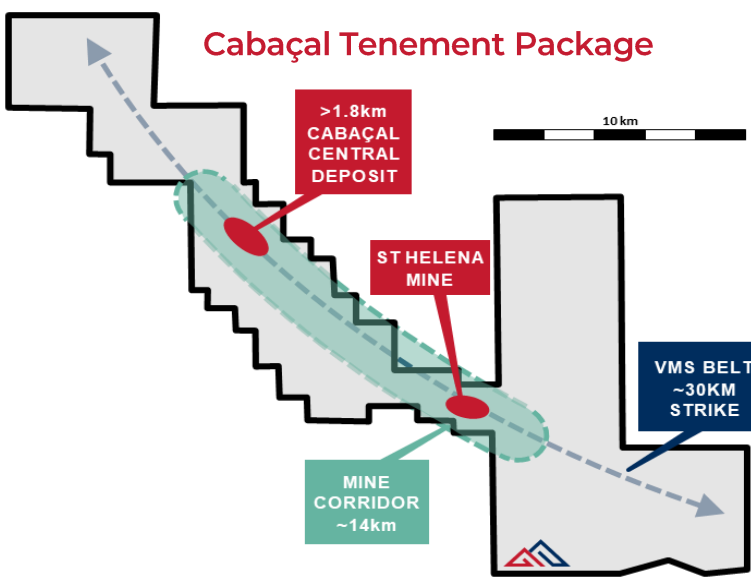 Cabaçal Tenement Package
>1.8km
CABAÇAL
CENTRAL
DEPOSIT
10 km
ST HELENA
MINE
VMS BELT
~30KM
STRIKE
MINE
CORRIDOR
~14km